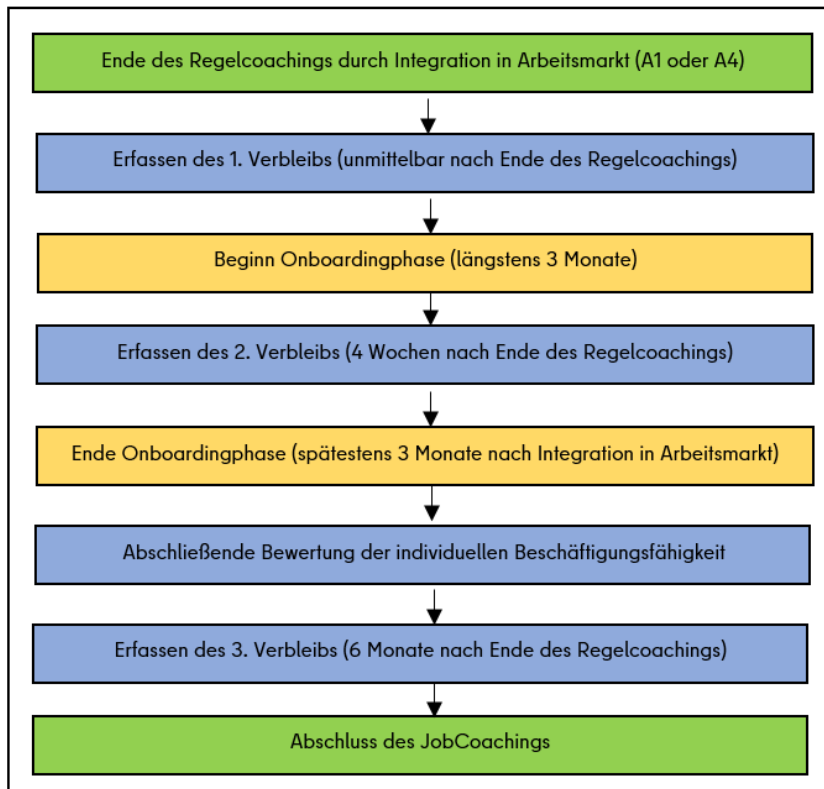 Ende des Regelcoachings durch Integration in Arbeitsmarkt (A1 oder A4)
Erfassen des 1. Verbleibs (unmittelbar nach Ende des Regelcoachings)
Beginn Onboardingphase (längstens 3 Monate)
Erfassen des 2. Verbleibs (4 Wochen nach Ende des Regelcoachings)
Ende Onboardingphase (spätestens 3 Monate nach Integration in Arbeitsmarkt)
Abschließende Bewertung der individuellen Beschäftigungsfähigkeit
Erfassen des 3. Verbleibs (6 Monate nach Ende des Regelcoachings)
Abschluss des JobCoachings